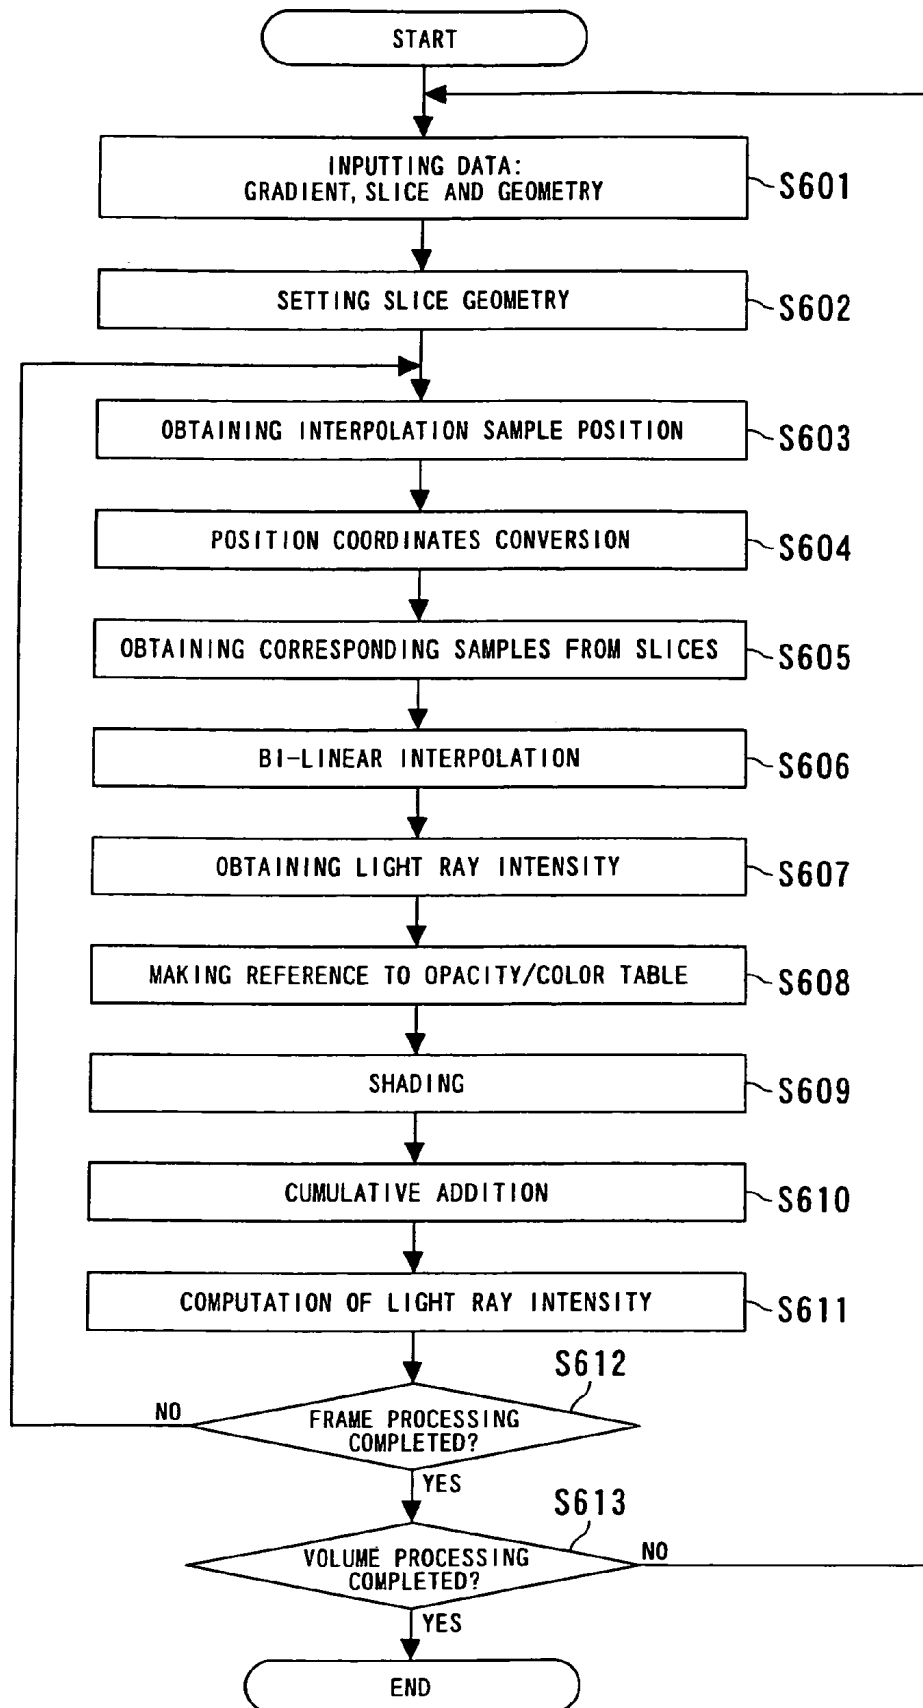 START
INPUTTING DATA:
GRADIENT, SLICE AND GEOMETRY
S601
SETTING SLICE GEOMETRY
S602
OBTAINING INTERPOLATION SAMPLE POSITION
S603
POSITION COORDINATES CONVERSION
S604
OBTAINING CORRESPONDING SAMPLES FROM SLICES
S605
BI-LINEAR INTERPOLATION
S606
OBTAINING LIGHT RAY INTENSITY
S607
MAKING REFERENCE TO OPACITY/COLOR TABLE
S608
SHADING
S609
CUMULATIVE ADDITION
S610
COMPUTATION OF LIGHT RAY INTENSITY
S611
S612
NO
FRAME PROCESSING
COMPLETED?
YES
S613
VOLUME PROCESSING
COMPLETED?
NO
YES
END